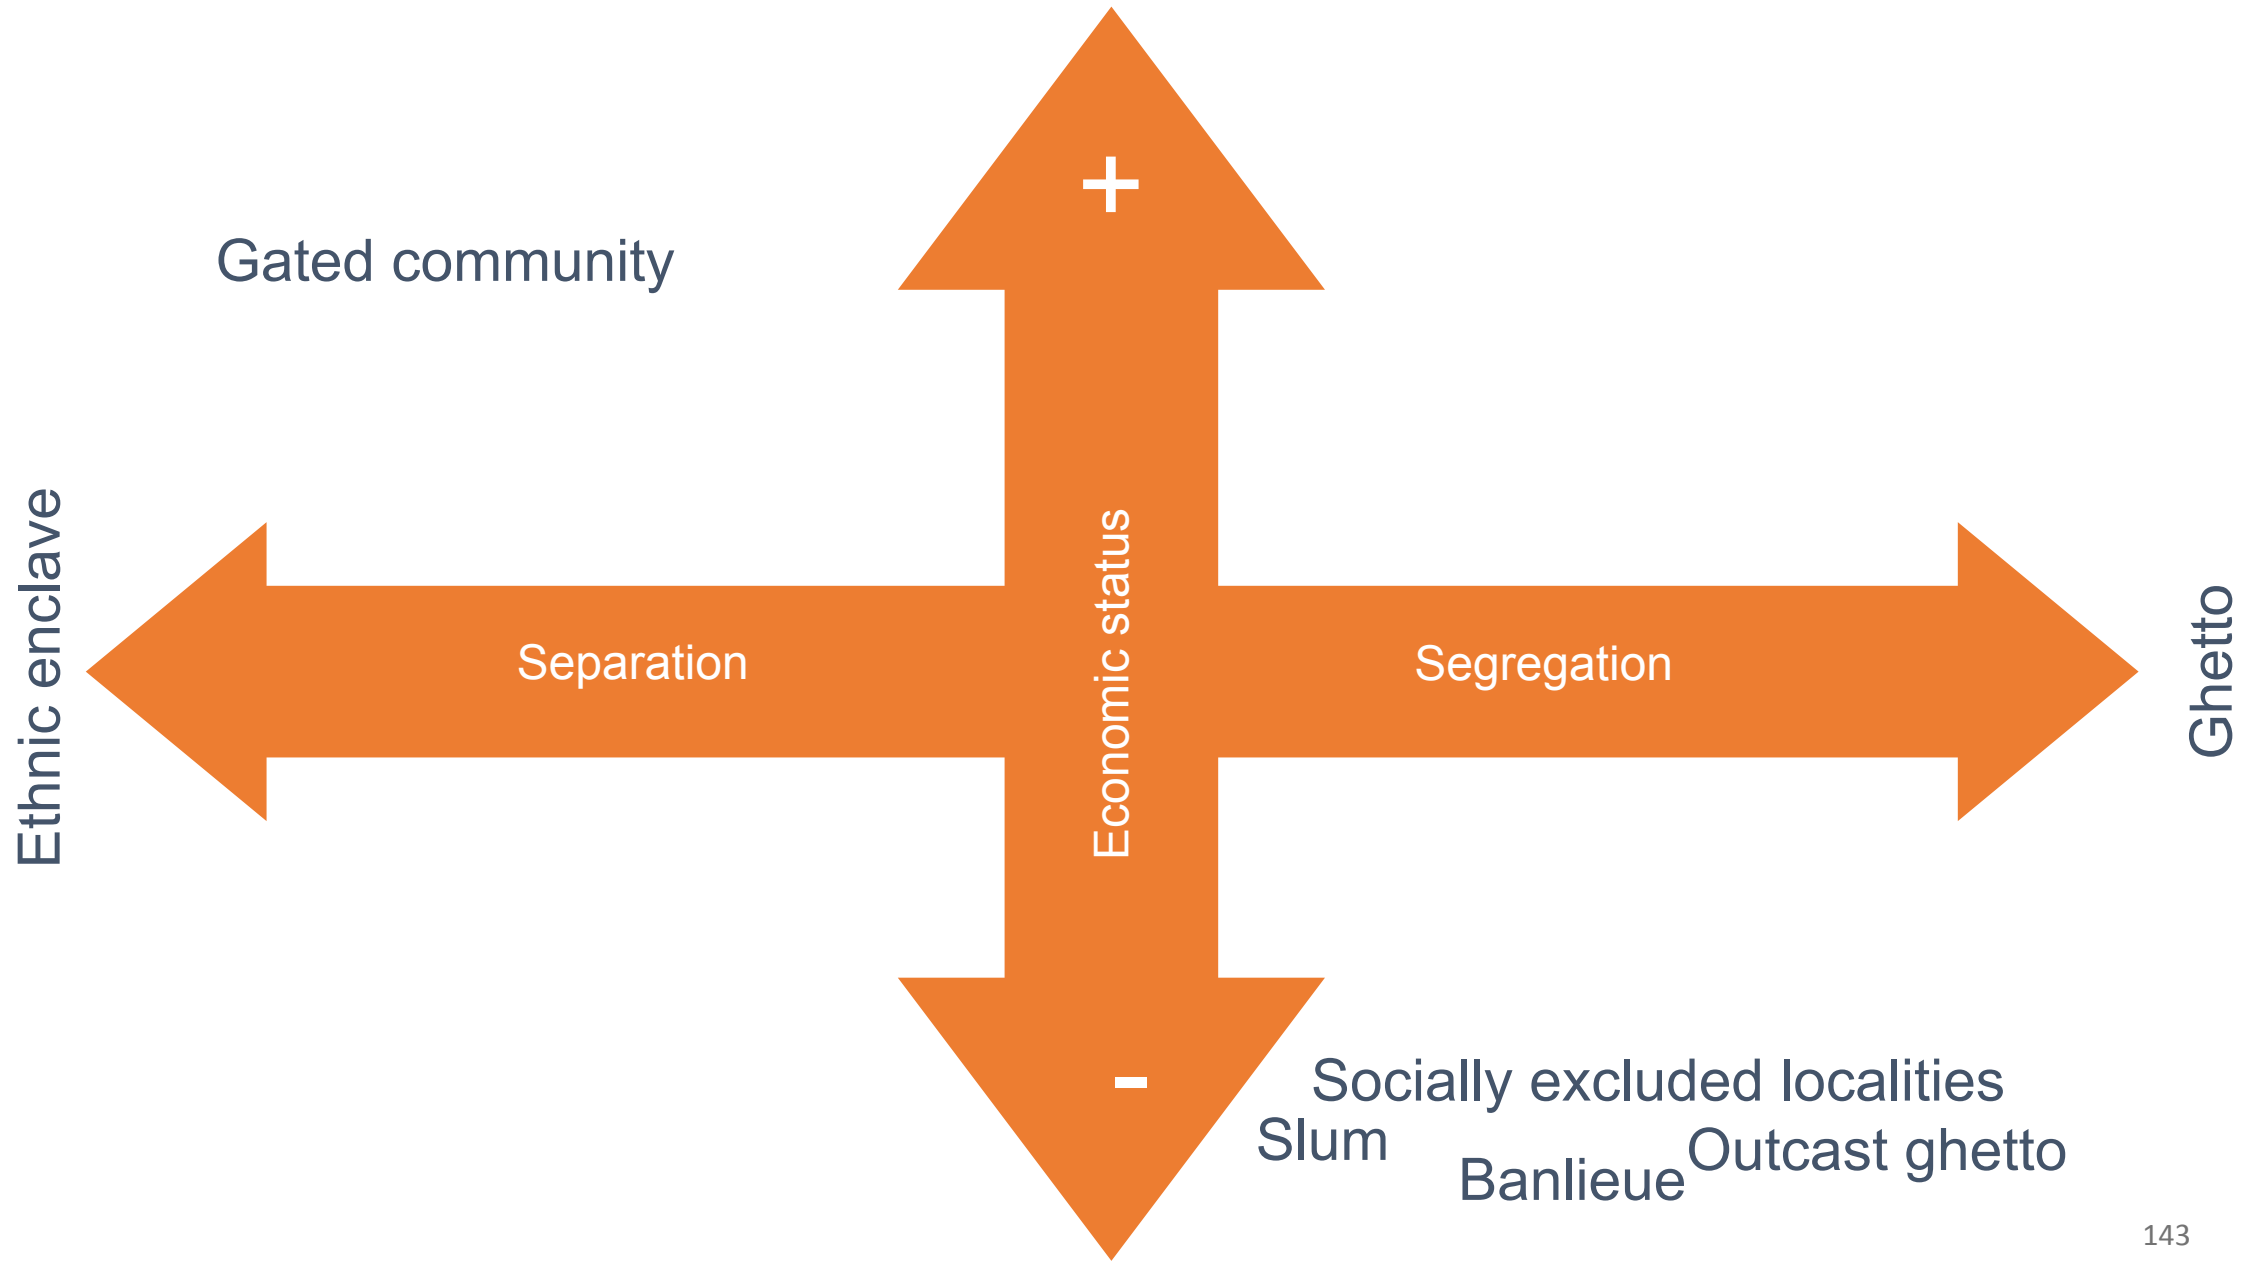 +
Gated community
Ethnic enclave
Separation
Economic status
Segregation
Ghetto
-
Socially excluded localities
Slum
Outcast ghetto
Banlieue
143